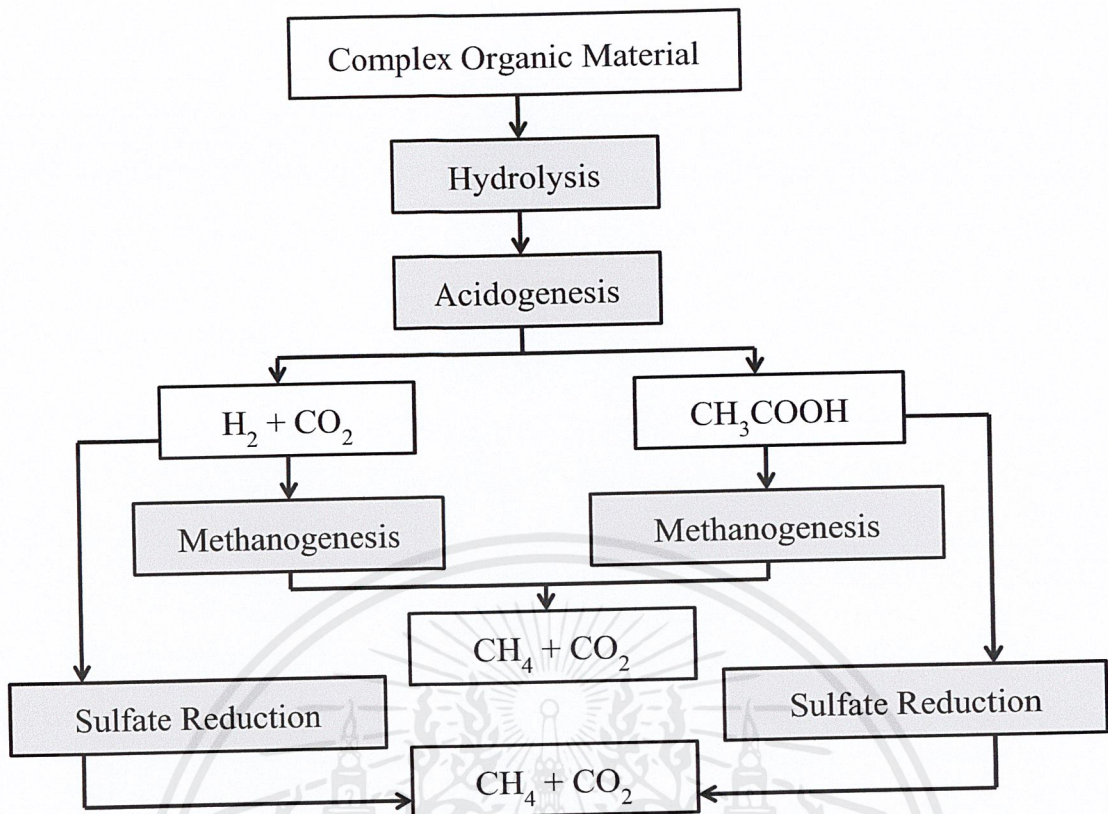 Complex Organic Material
Hydrolysis
Acidogenesis
H₂ + CO₂
CH₃COOH
Methanogenesis
Methanogenesis
CH₄ + CO₂
Sulfate Reduction
Sulfate Reduction
CH₄ + CO₂